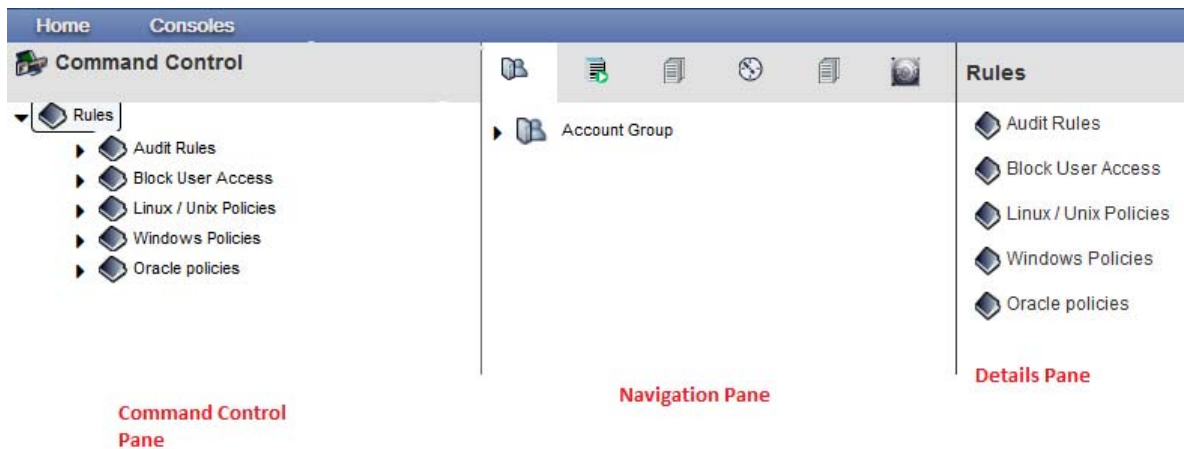 Home Consoles
Command Control
Rules
Audit Rules
Block User Access
Linux / Unix Policies
Windows Policies
Oracle policies
Command Control
Pane
Account Group
Navigation Pane
Rules
Audit Rules
Block User Access
Linux / Unix Policies
Windows Policies
Oracle policies
Details Pane